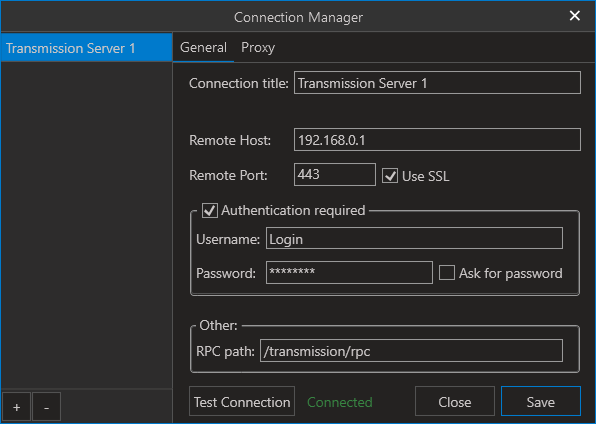 Connection Manager
Transmission Server 1
General Proxy
Connection title: Transmission Server 1
Remote Host: 192.168.0.1
Remote Port: 443 Use SSL
Authentication required
Username: Login
Password: ******** Ask for password
Other:
RPC path: /transmission/rpc
+ - Test Connection Connected Close Save